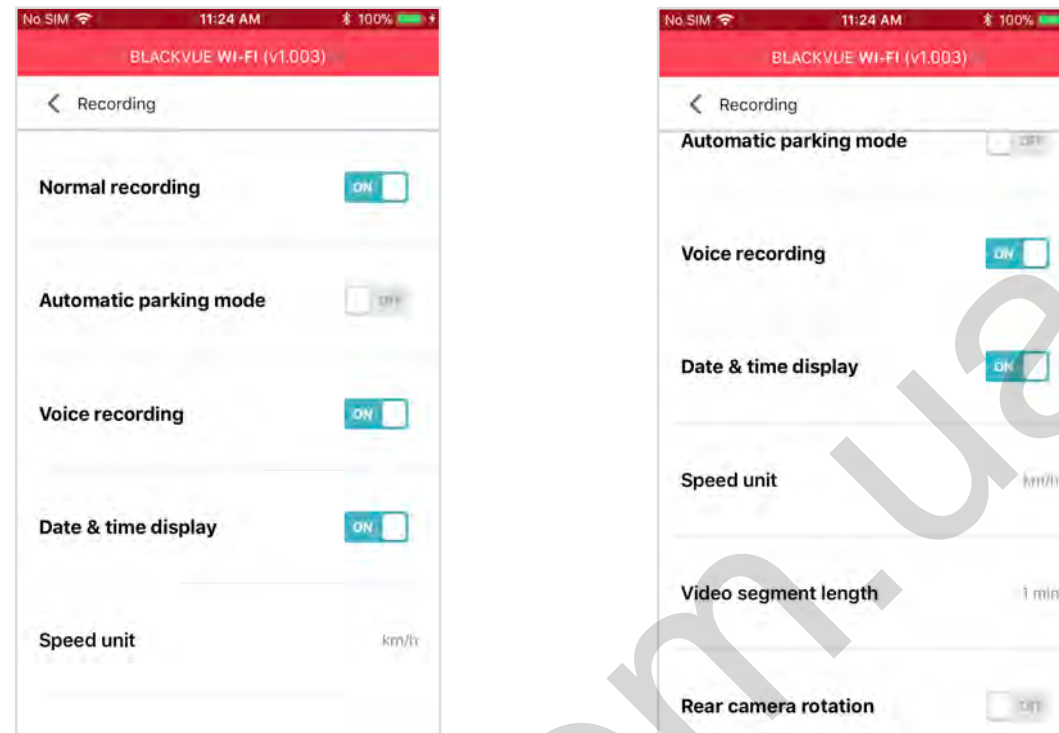 No SIM 11:24 AM 100%
BLACKVUE WI-FI (v1.003)
Recording
Normal recording ON
Automatic parking mode OFF
Voice recording ON
Date & time display ON
Speed unit km/h
No SIM 11:24 AM 100%
BLACKVUE WI-FI (v1.003)
Recording
Automatic parking mode OFF
Voice recording ON
Date & time display ON
Speed unit km/h
Video segment length 1 min
Rear camera rotation OFF
om.ua